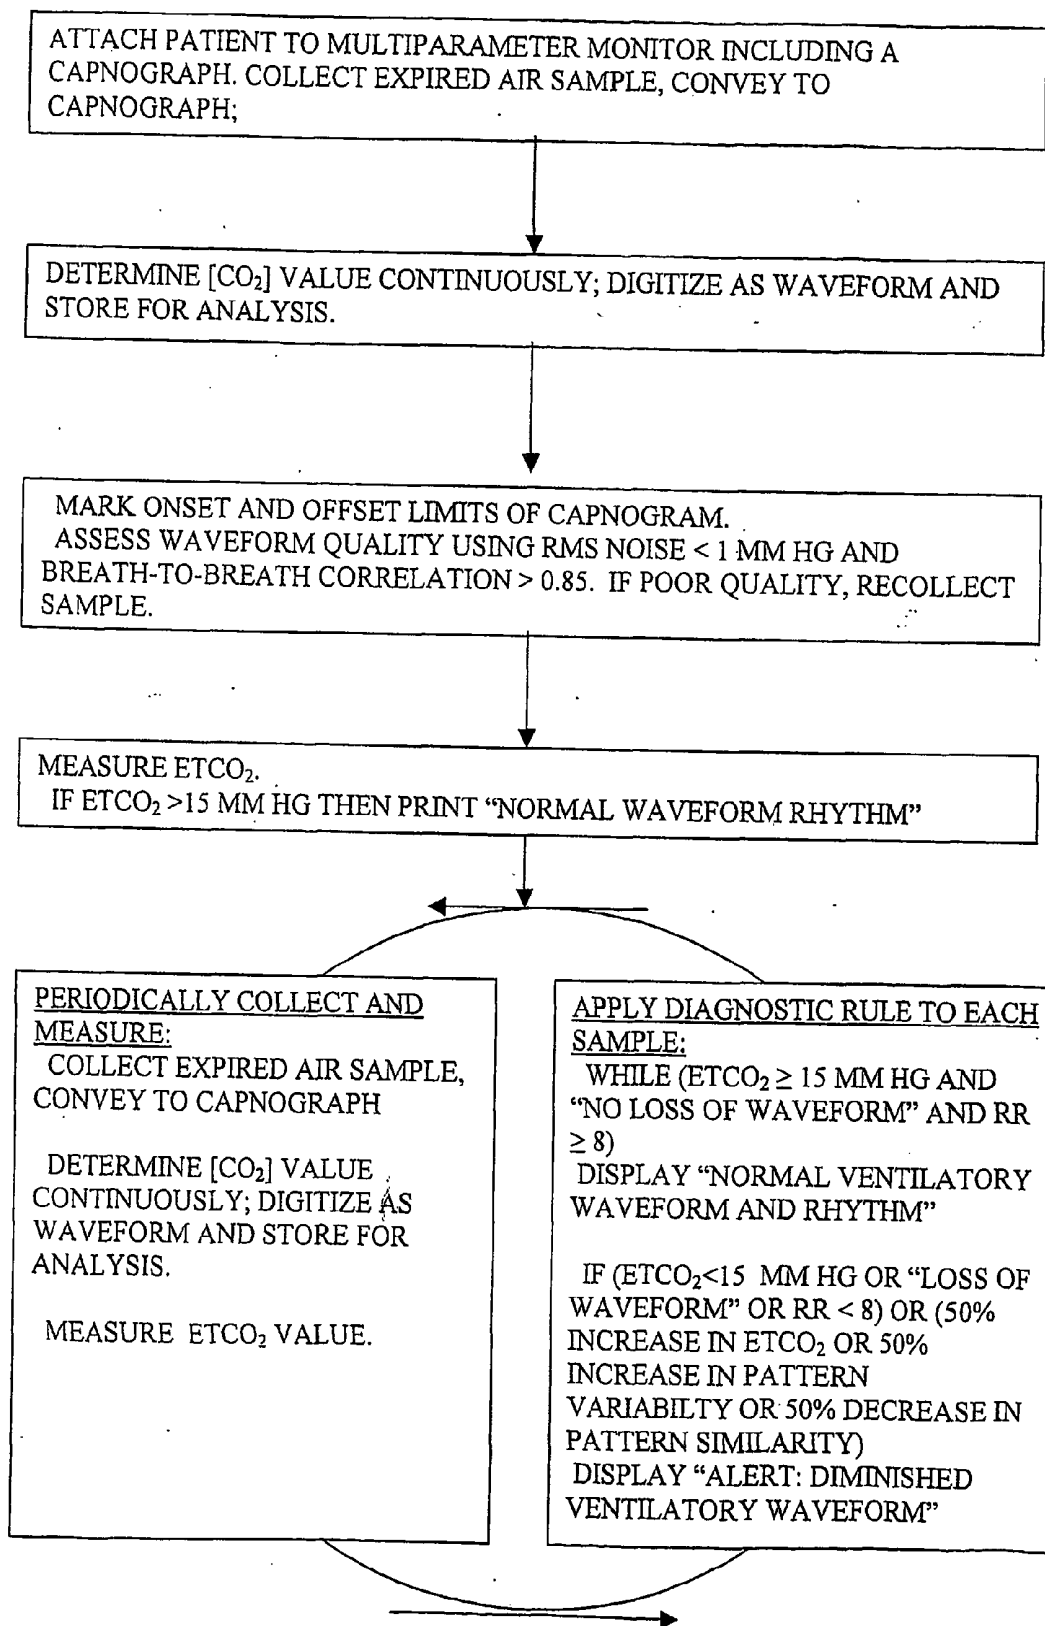 ATTACH PATIENT TO MULTIPARAMETER MONITOR INCLUDING A
CAPNOGRAPH. COLLECT EXPIRED AIR SAMPLE, CONVEY TO
CAPNOGRAPH;
DETERMINE [CO₂] VALUE CONTINUOUSLY; DIGITIZE AS WAVEFORM AND
STORE FOR ANALYSIS.
MARK ONSET AND OFFSET LIMITS OF CAPNOGRAM.
ASSESS WAVEFORM QUALITY USING RMS NOISE < 1 MM HG AND
BREATH-TO-BREATH CORRELATION > 0.85. IF POOR QUALITY, RECOLLECT
SAMPLE.
MEASURE ETCO₂.
IF ETCO₂ >15 MM HG THEN PRINT “NORMAL WAVEFORM RHYTHM”
PERIODICALLY COLLECT AND
MEASURE:
COLLECT EXPIRED AIR SAMPLE,
CONVEY TO CAPNOGRAPH
DETERMINE [CO₂] VALUE
CONTINUOUSLY; DIGITIZE AS
WAVEFORM AND STORE FOR
ANALYSIS.
MEASURE ETCO₂ VALUE.
APPLY DIAGNOSTIC RULE TO EACH
SAMPLE:
WHILE (ETCO₂ ≥ 15 MM HG AND
“NO LOSS OF WAVEFORM” AND RR
≥ 8)
DISPLAY “NORMAL VENTILATORY
WAVEFORM AND RHYTHM”
IF (ETCO₂<15 MM HG OR “LOSS OF
WAVEFORM” OR RR < 8) OR (50%
INCREASE IN ETCO₂ OR 50%
INCREASE IN PATTERN
VARIABILTY OR 50% DECREASE IN
PATTERN SIMILARITY)
DISPLAY “ALERT: DIMINISHED
VENTILATORY WAVEFORM”